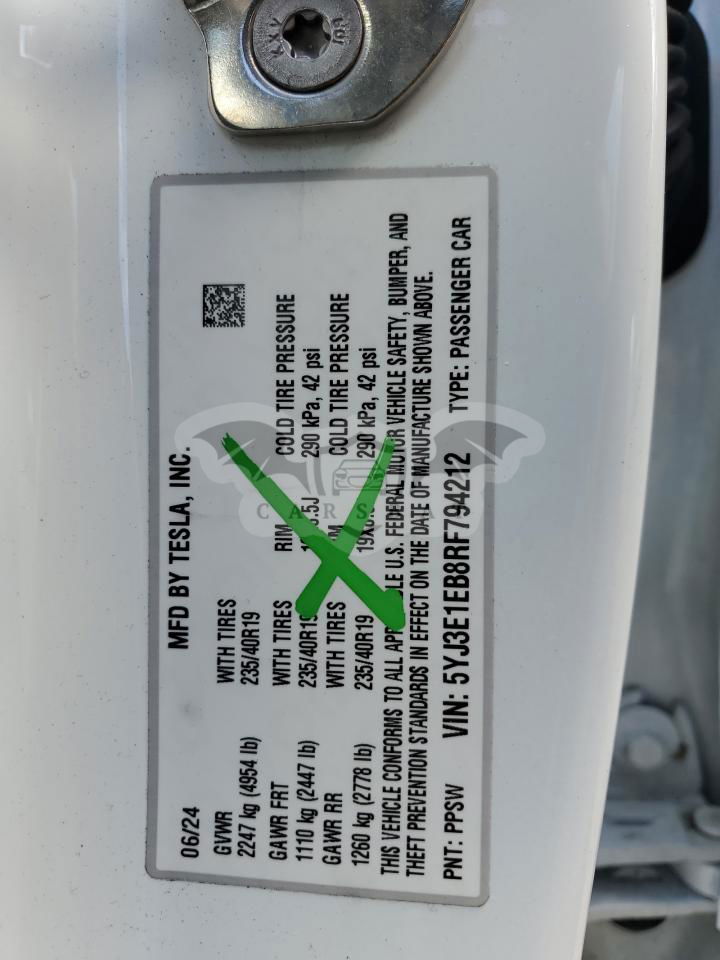 MFD BY TESLA, INC.
06/24
GVWR WITH TIRES
2247 kg (4954 lb) 235/40R19
GAWR FRT WITH TIRES RIM COLD TIRE PRESSURE
1110 kg (2447 lb) 235/40R19 290 kPa, 42 psi
GAWR RR WITH TIRES COLD TIRE PRESSURE
1260 kg (2778 lb) 235/40R19 290 kPa, 42 psi
THIS VEHICLE CONFORMS TO ALL U.S. FEDERAL MOTOR VEHICLE SAFETY, BUMPER, AND
THEFT PREVENTION STANDARDS IN EFFECT ON THE DATE OF MANUFACTURE SHOWN ABOVE.
PNT: PPSW VIN: 5YJ3E1EB8RF794212 TYPE: PASSENGER CAR